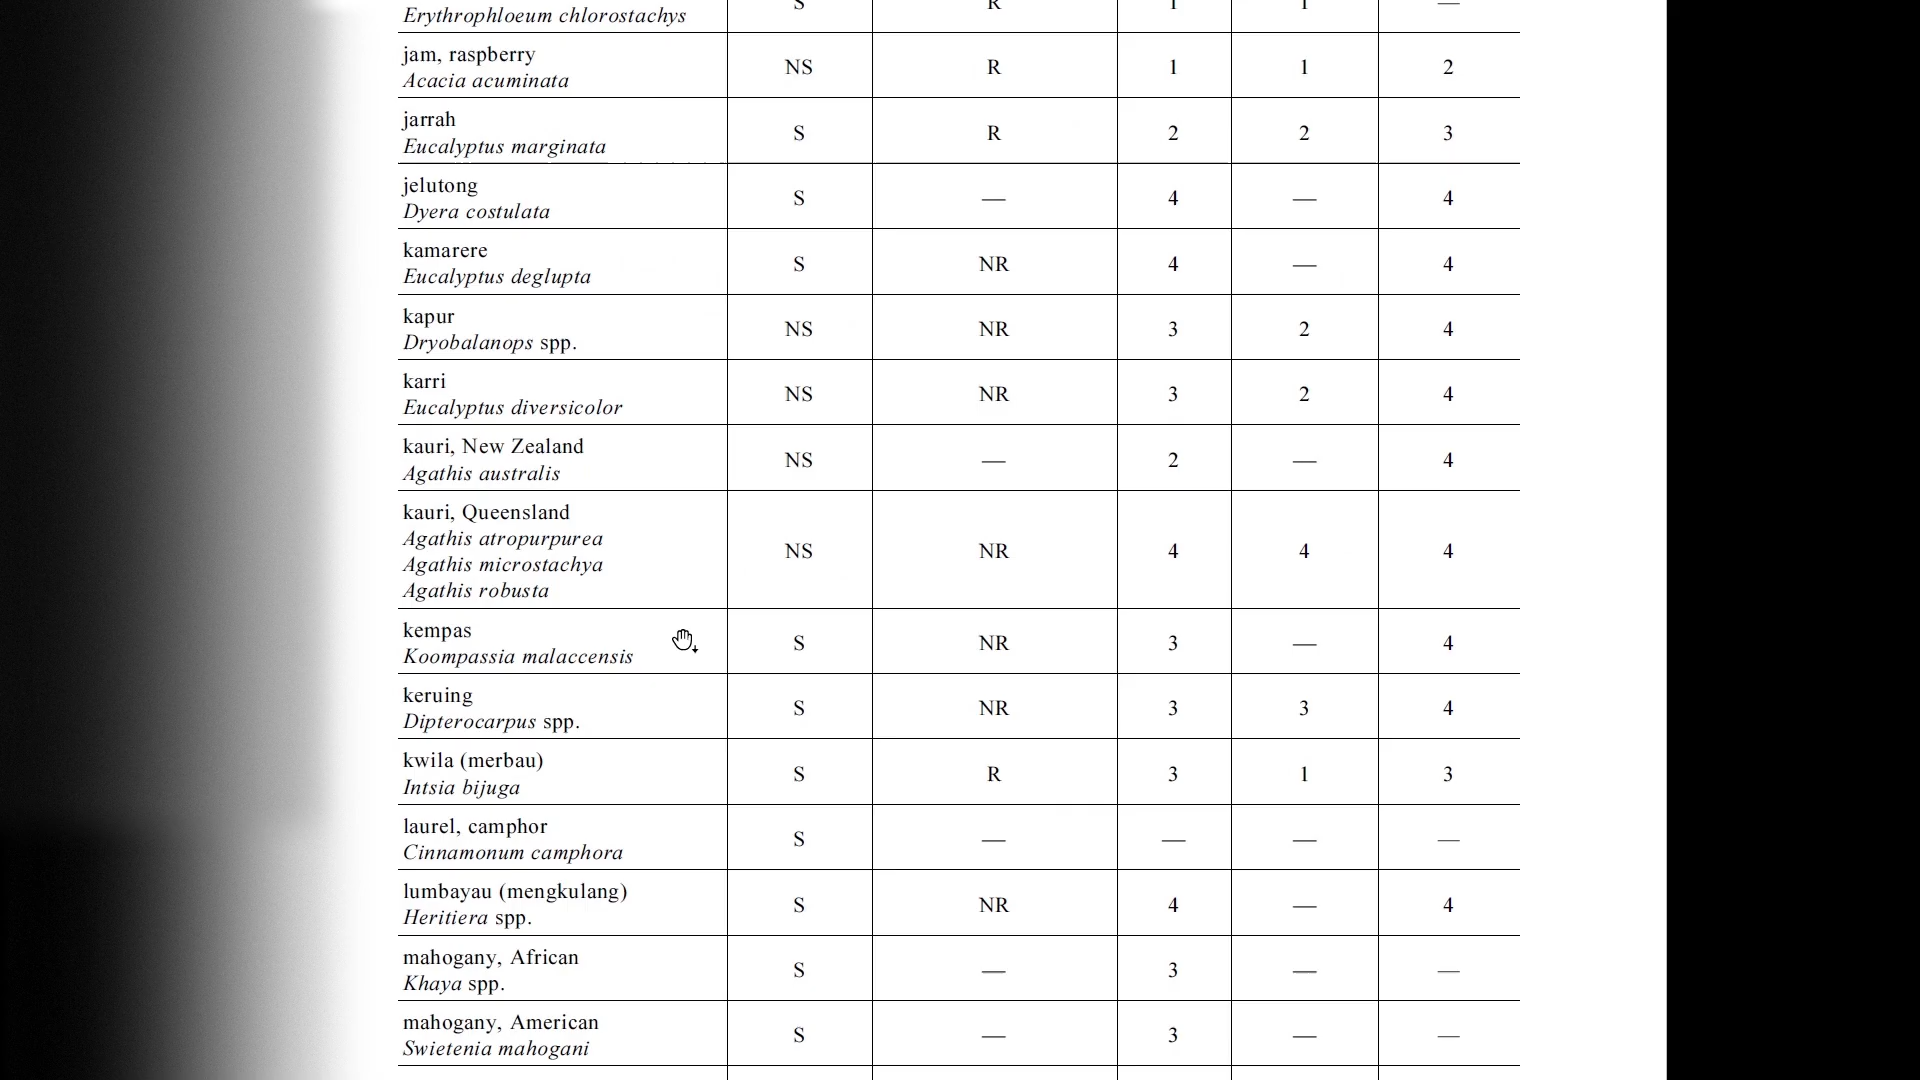 Erythrophloeum chlorostachys S R 1 1 —
jam, raspberry
Acacia acuminata NS R 1 1 2
jarrah
Eucalyptus marginata S R 2 2 3
jelutong
Dyera costulata S — 4 — 4
kamarere
Eucalyptus deglupta S NR 4 — 4
kapur
Dryobalanops spp. NS NR 3 2 4
karri
Eucalyptus diversicolor NS NR 3 2 4
kauri, New Zealand
Agathis australis NS — 2 — 4
kauri, Queensland
Agathis atropurpurea
Agathis microstachya NS NR 4 4 4
Agathis robusta
kempas
Koompassia malaccensis S NR 3 — 4
keruing
Dipterocarpus spp. S NR 3 3 4
kwila (merbau)
Intsia bijuga S R 3 1 3
laurel, camphor
Cinnamonum camphora S — — — —
lumbayau (mengkulang)
Heritiera spp. S NR 4 — 4
mahogany, African
Khaya spp. S — 3 — —
mahogany, American
Swietenia mahogani S — 3 — —